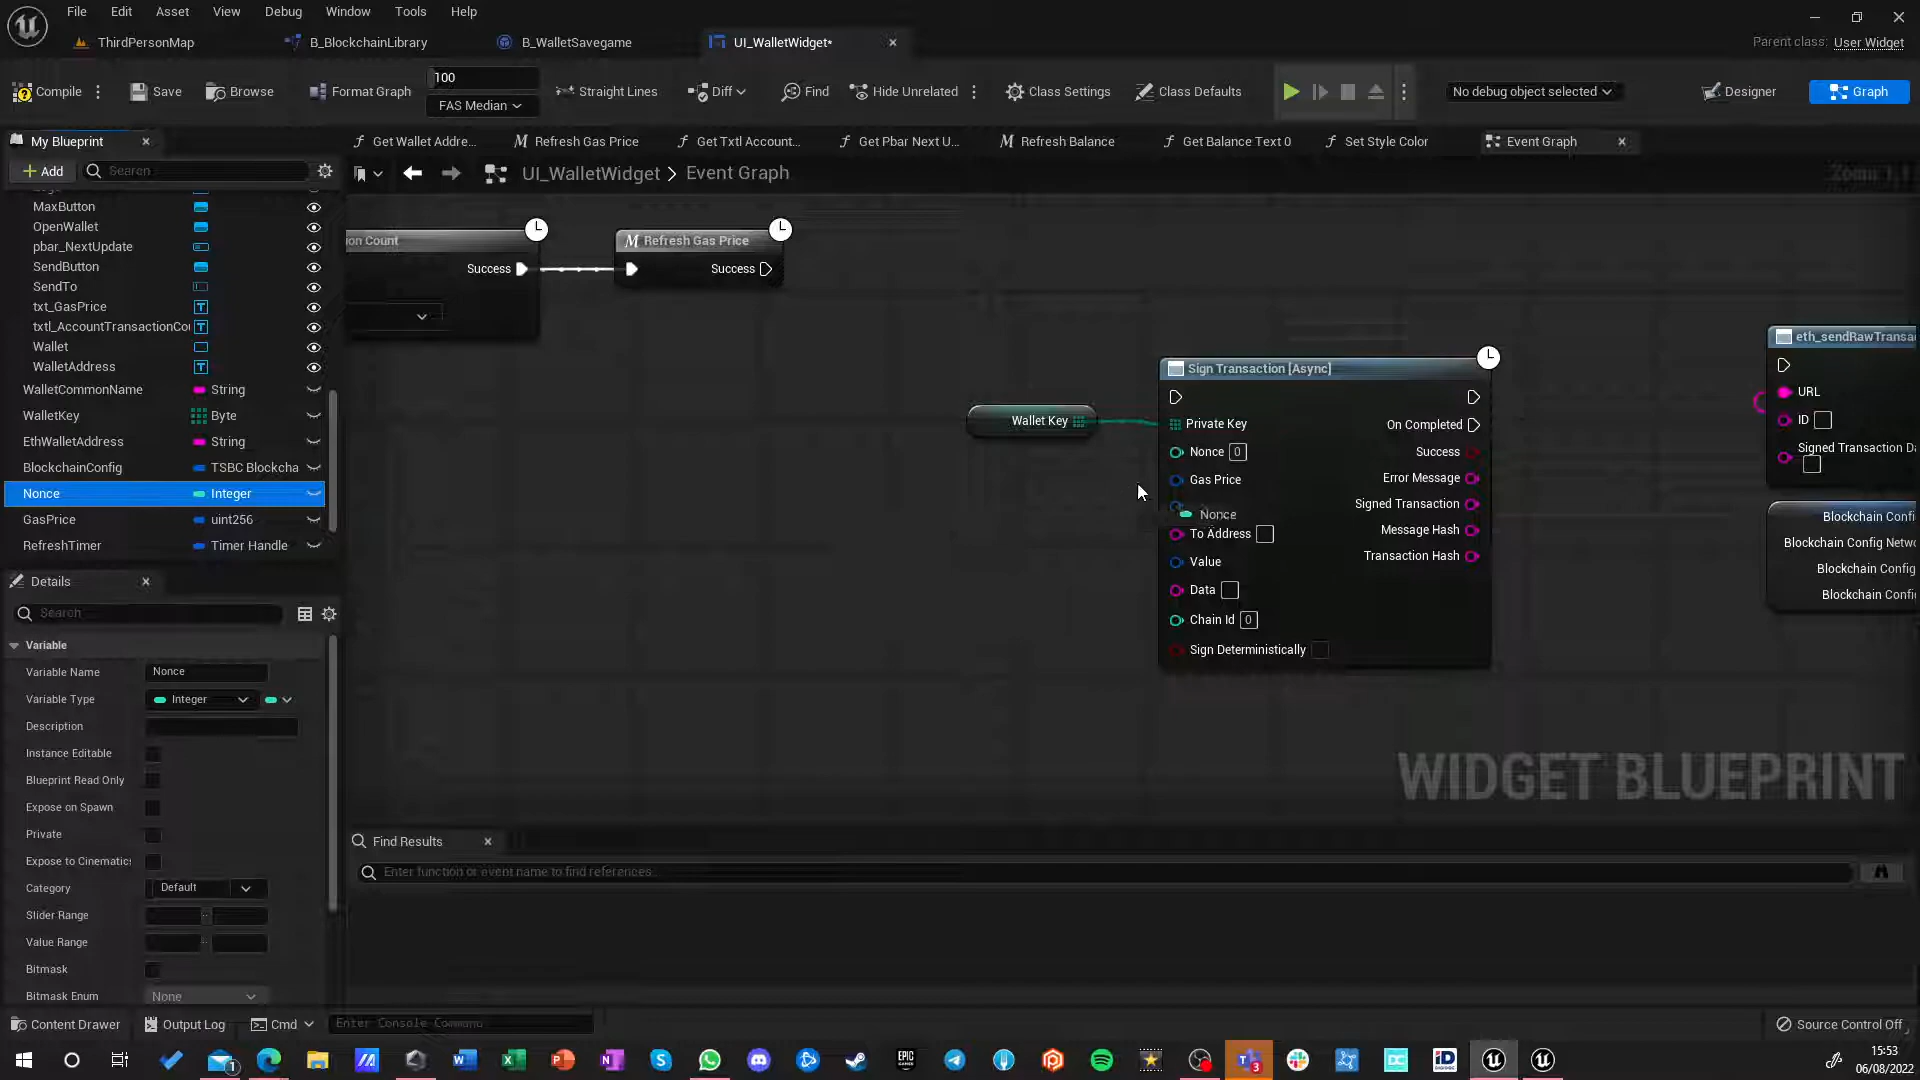 File Edit Asset View Debug Window Tools Help
ThirdPersonMap B_BlockchainLibrary B_WalletSavegame UI_WalletWidget*
Parent class: User Widget
Compile Save Browse Format Graph 100 FAS Median Straight Lines Diff Find Hide Unrelated Class Settings Class Defaults No debug object selected Designer Graph
My Blueprint
Get Wallet Addre... Refresh Gas Price Get Txtl Account... Get Pbar Next U... Refresh Balance Get Balance Text 0 Set Style Color Event Graph
Add Search
UI_WalletWidget > Event Graph
MaxButton
OpenWallet
pbar_NextUpdate
SendButton
SendTo
txt_GasPrice
txtl_AccountTransactionCou
Wallet
WalletAddress
WalletCommonName String
WalletKey Byte
EthWalletAddress String
BlockchainConfig TSBC Blockcha
Nonce Integer
GasPrice uint256
RefreshTimer Timer Handle
ion Count
Success
Refresh Gas Price
Success
Wallet Key
Sign Transaction [Async]
Private Key On Completed
Nonce 0 Success
Gas Price Error Message
Signed Transaction
Nonce
To Address Message Hash
Value Transaction Hash
Data
Chain Id 0
Sign Deterministically
eth_sendRawTransac
URL
ID
Signed Transaction Da
Blockchain Confi
Blockchain Config Netwo
Blockchain Config
Blockchain Config
WIDGET BLUEPRINT
Details
Search
Variable
Variable Name Nonce
Variable Type Integer
Description
Instance Editable
Blueprint Read Only
Expose on Spawn
Private
Expose to Cinematics
Category Default
Slider Range ..
Value Range ..
Bitmask
Bitmask Enum None
Find Results
Enter function or event name to find references...
Content Drawer Output Log Cmd Enter Console Command
Source Control Off
15:53
06/08/2022